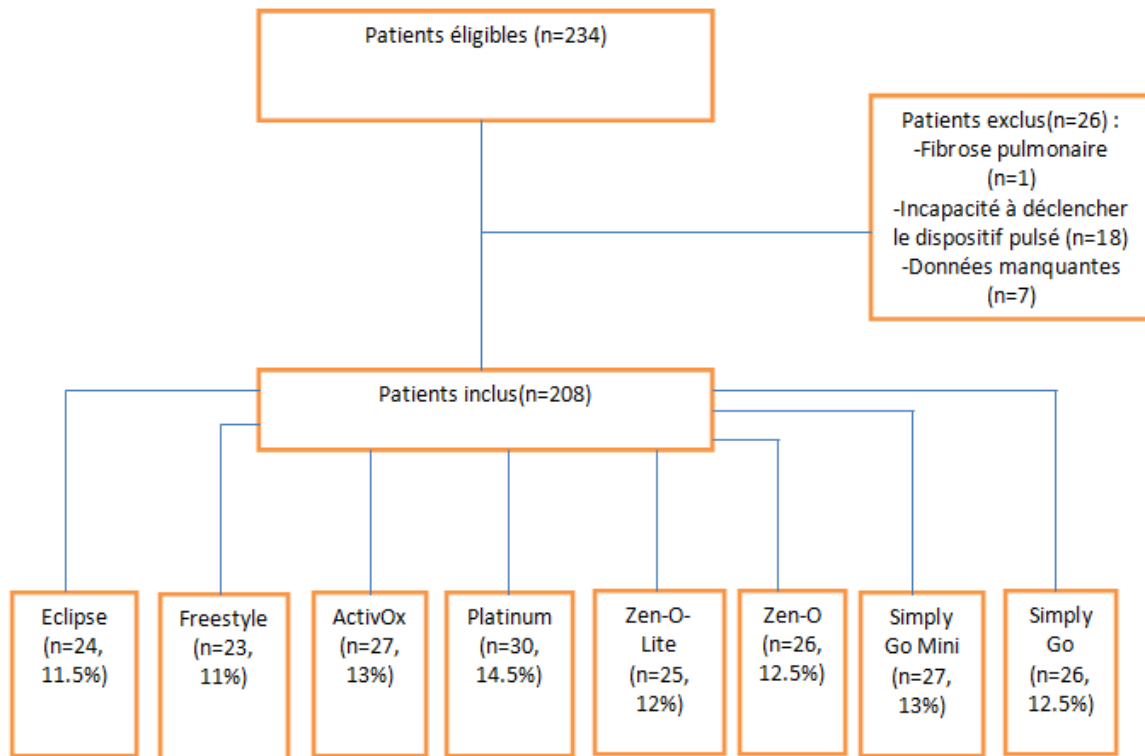 Patients éligibles (n=234)
Patients exclus(n=26) :
-Fibrose pulmonaire
(n=1)
-Incapacité à déclencher
le dispositif pulsé (n=18)
-Données manquantes
(n=7)
Patients inclus(n=208)
Eclipse
(n=24,
11.5%)
Freestyle
(n=23,
11%)
ActivOx
(n=27,
13%)
Platinum
(n=30,
14.5%)
Zen-O-
Lite
(n=25,
12%)
Zen-O
(n=26,
12.5%)
Simply
Go Mini
(n=27,
13%)
Simply
Go
(n=26,
12.5%)